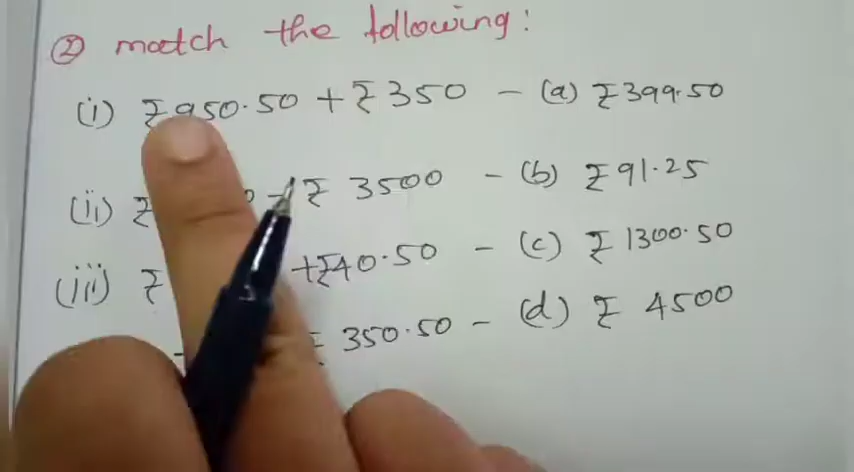 ② match the following:
(i) ₹950.50 + ₹350 - (a) ₹399.50
(ii) ₹ 0 - ₹ 3500 - (b) ₹91.25
(iii) ₹ +₹40.50 - (c) ₹1300.50
₹ 350.50 - (d) ₹ 4500